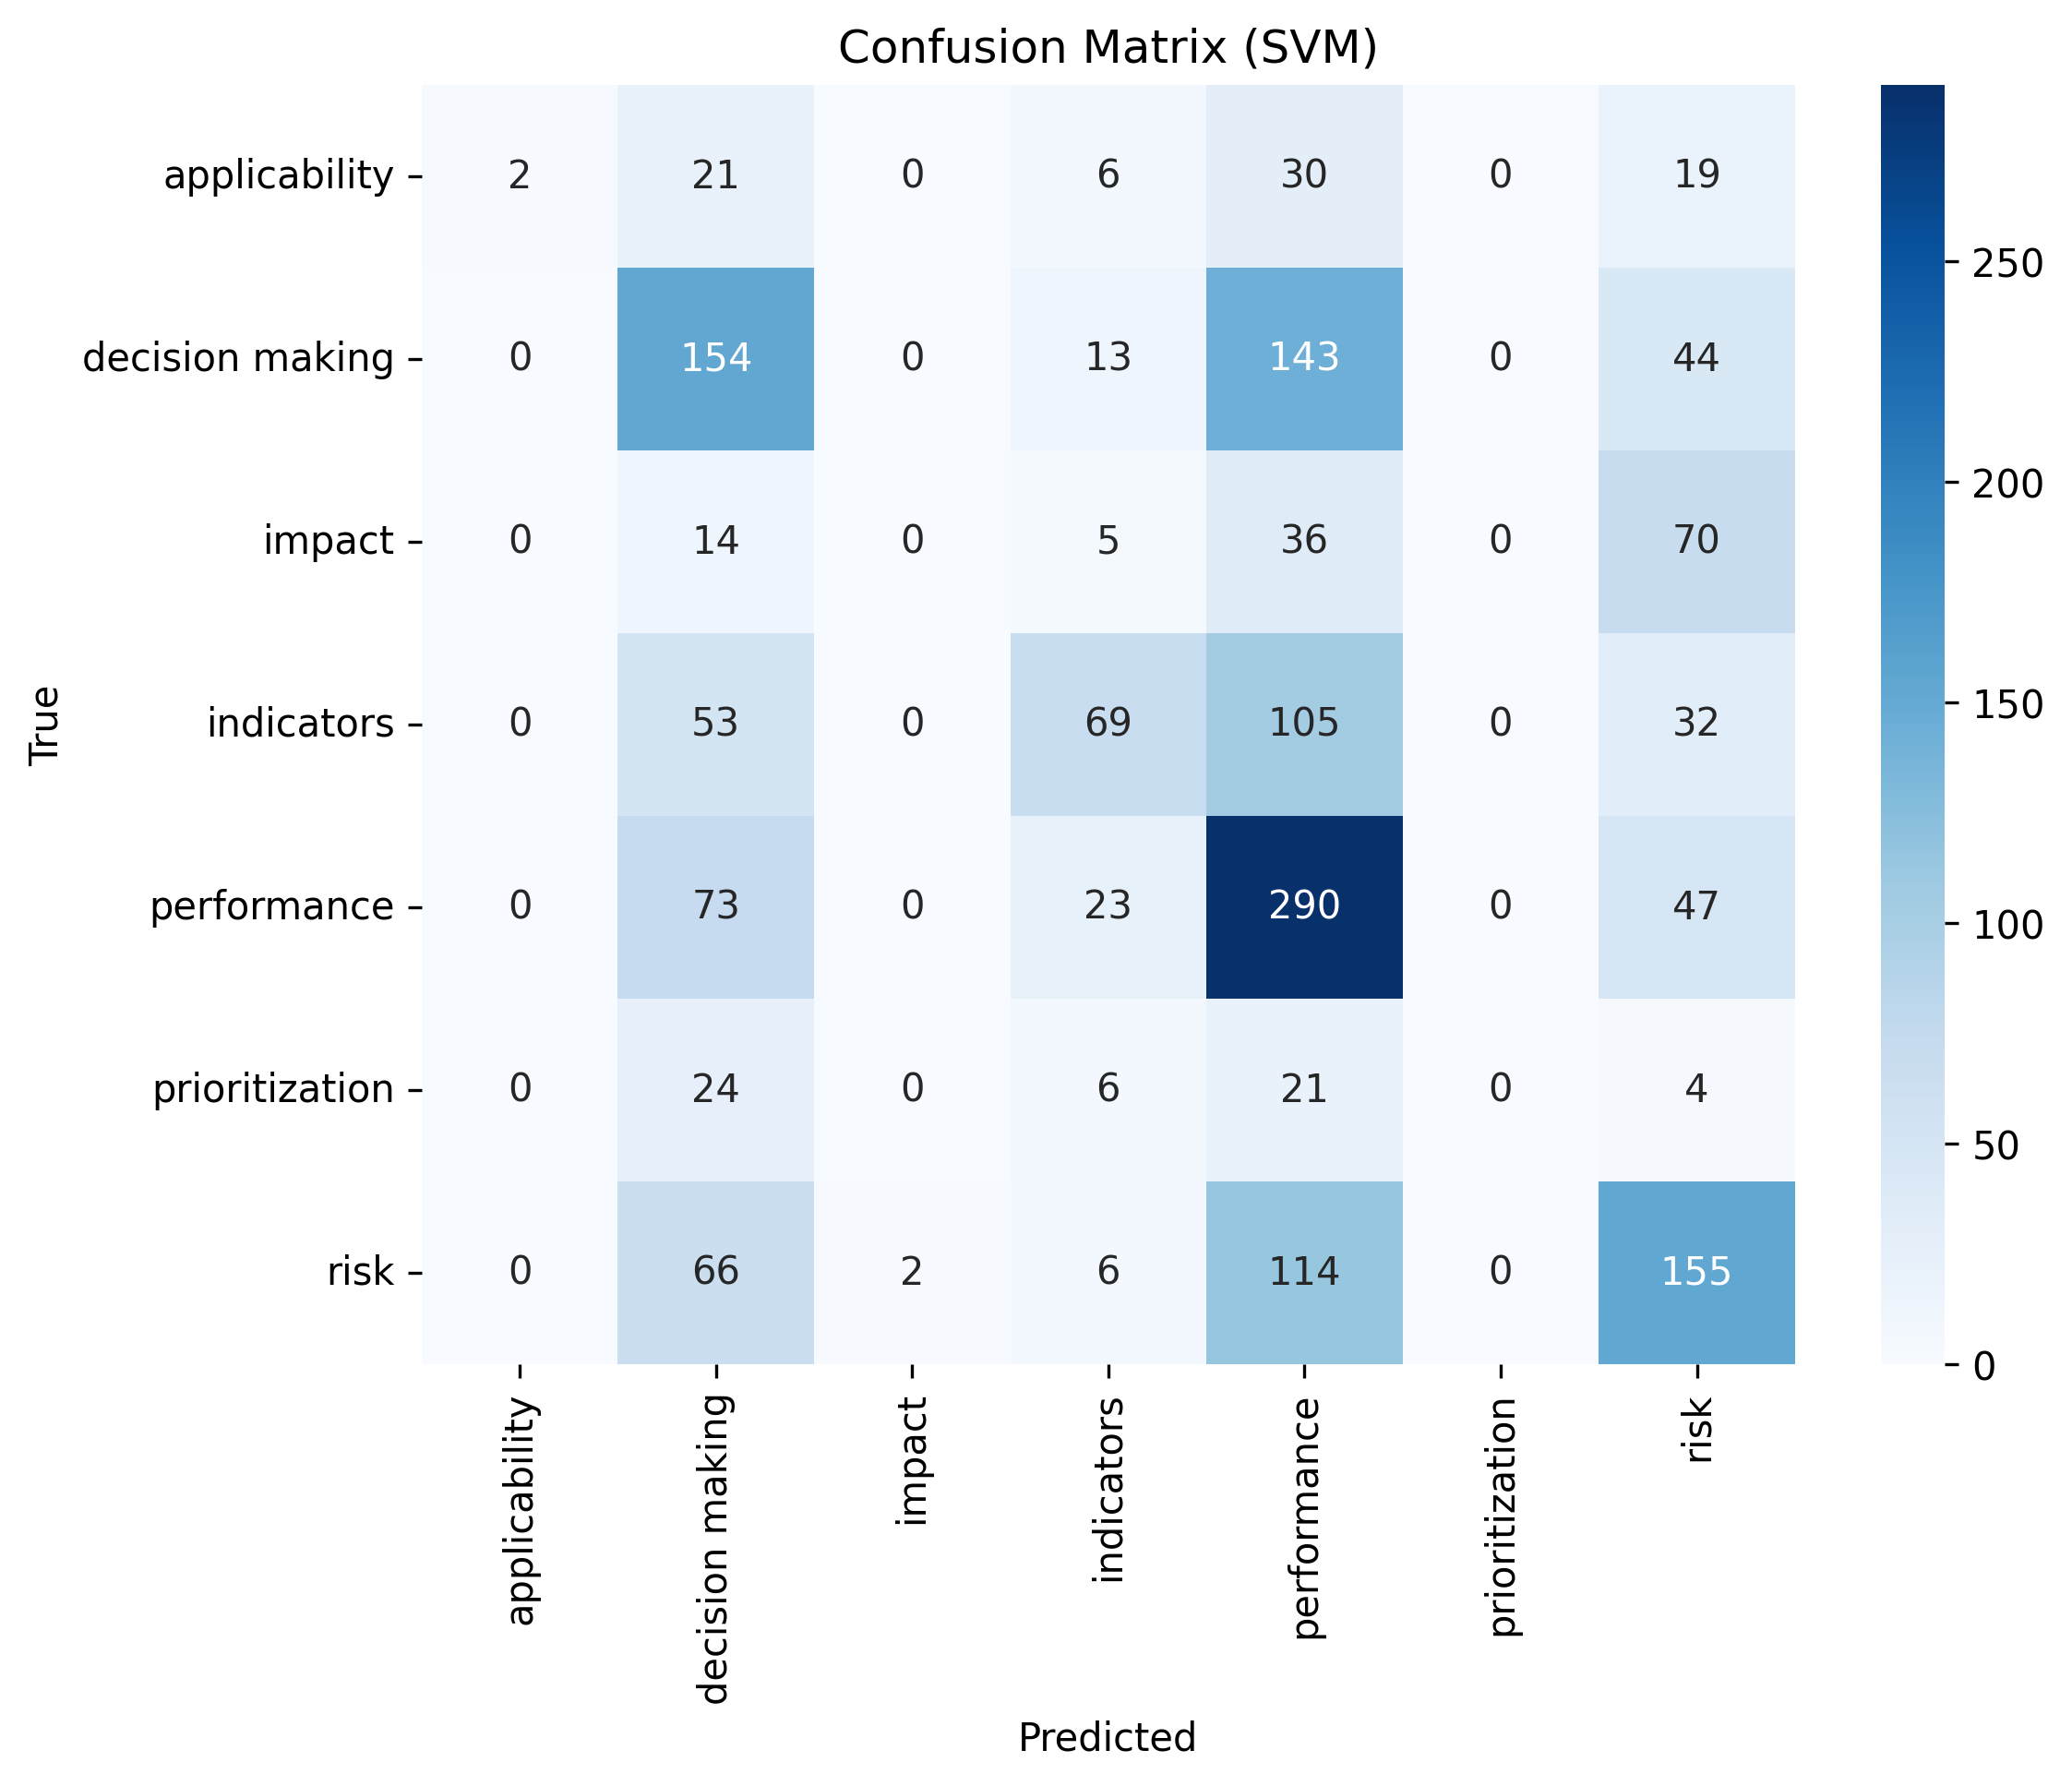 Confusion Matrix (SVM)
applicability 2 21 0 6 30 0 19
decision making 0 154 0 13 143 0 44
impact 0 14 0 5 36 0 70
indicators 0 53 0 69 105 0 32
performance 0 73 0 23 290 0 47
prioritization 0 24 0 6 21 0 4
risk 0 66 2 6 114 0 155
True
applicability
decision making
impact
indicators
performance
prioritization
risk
Predicted
250
200
150
100
50
0